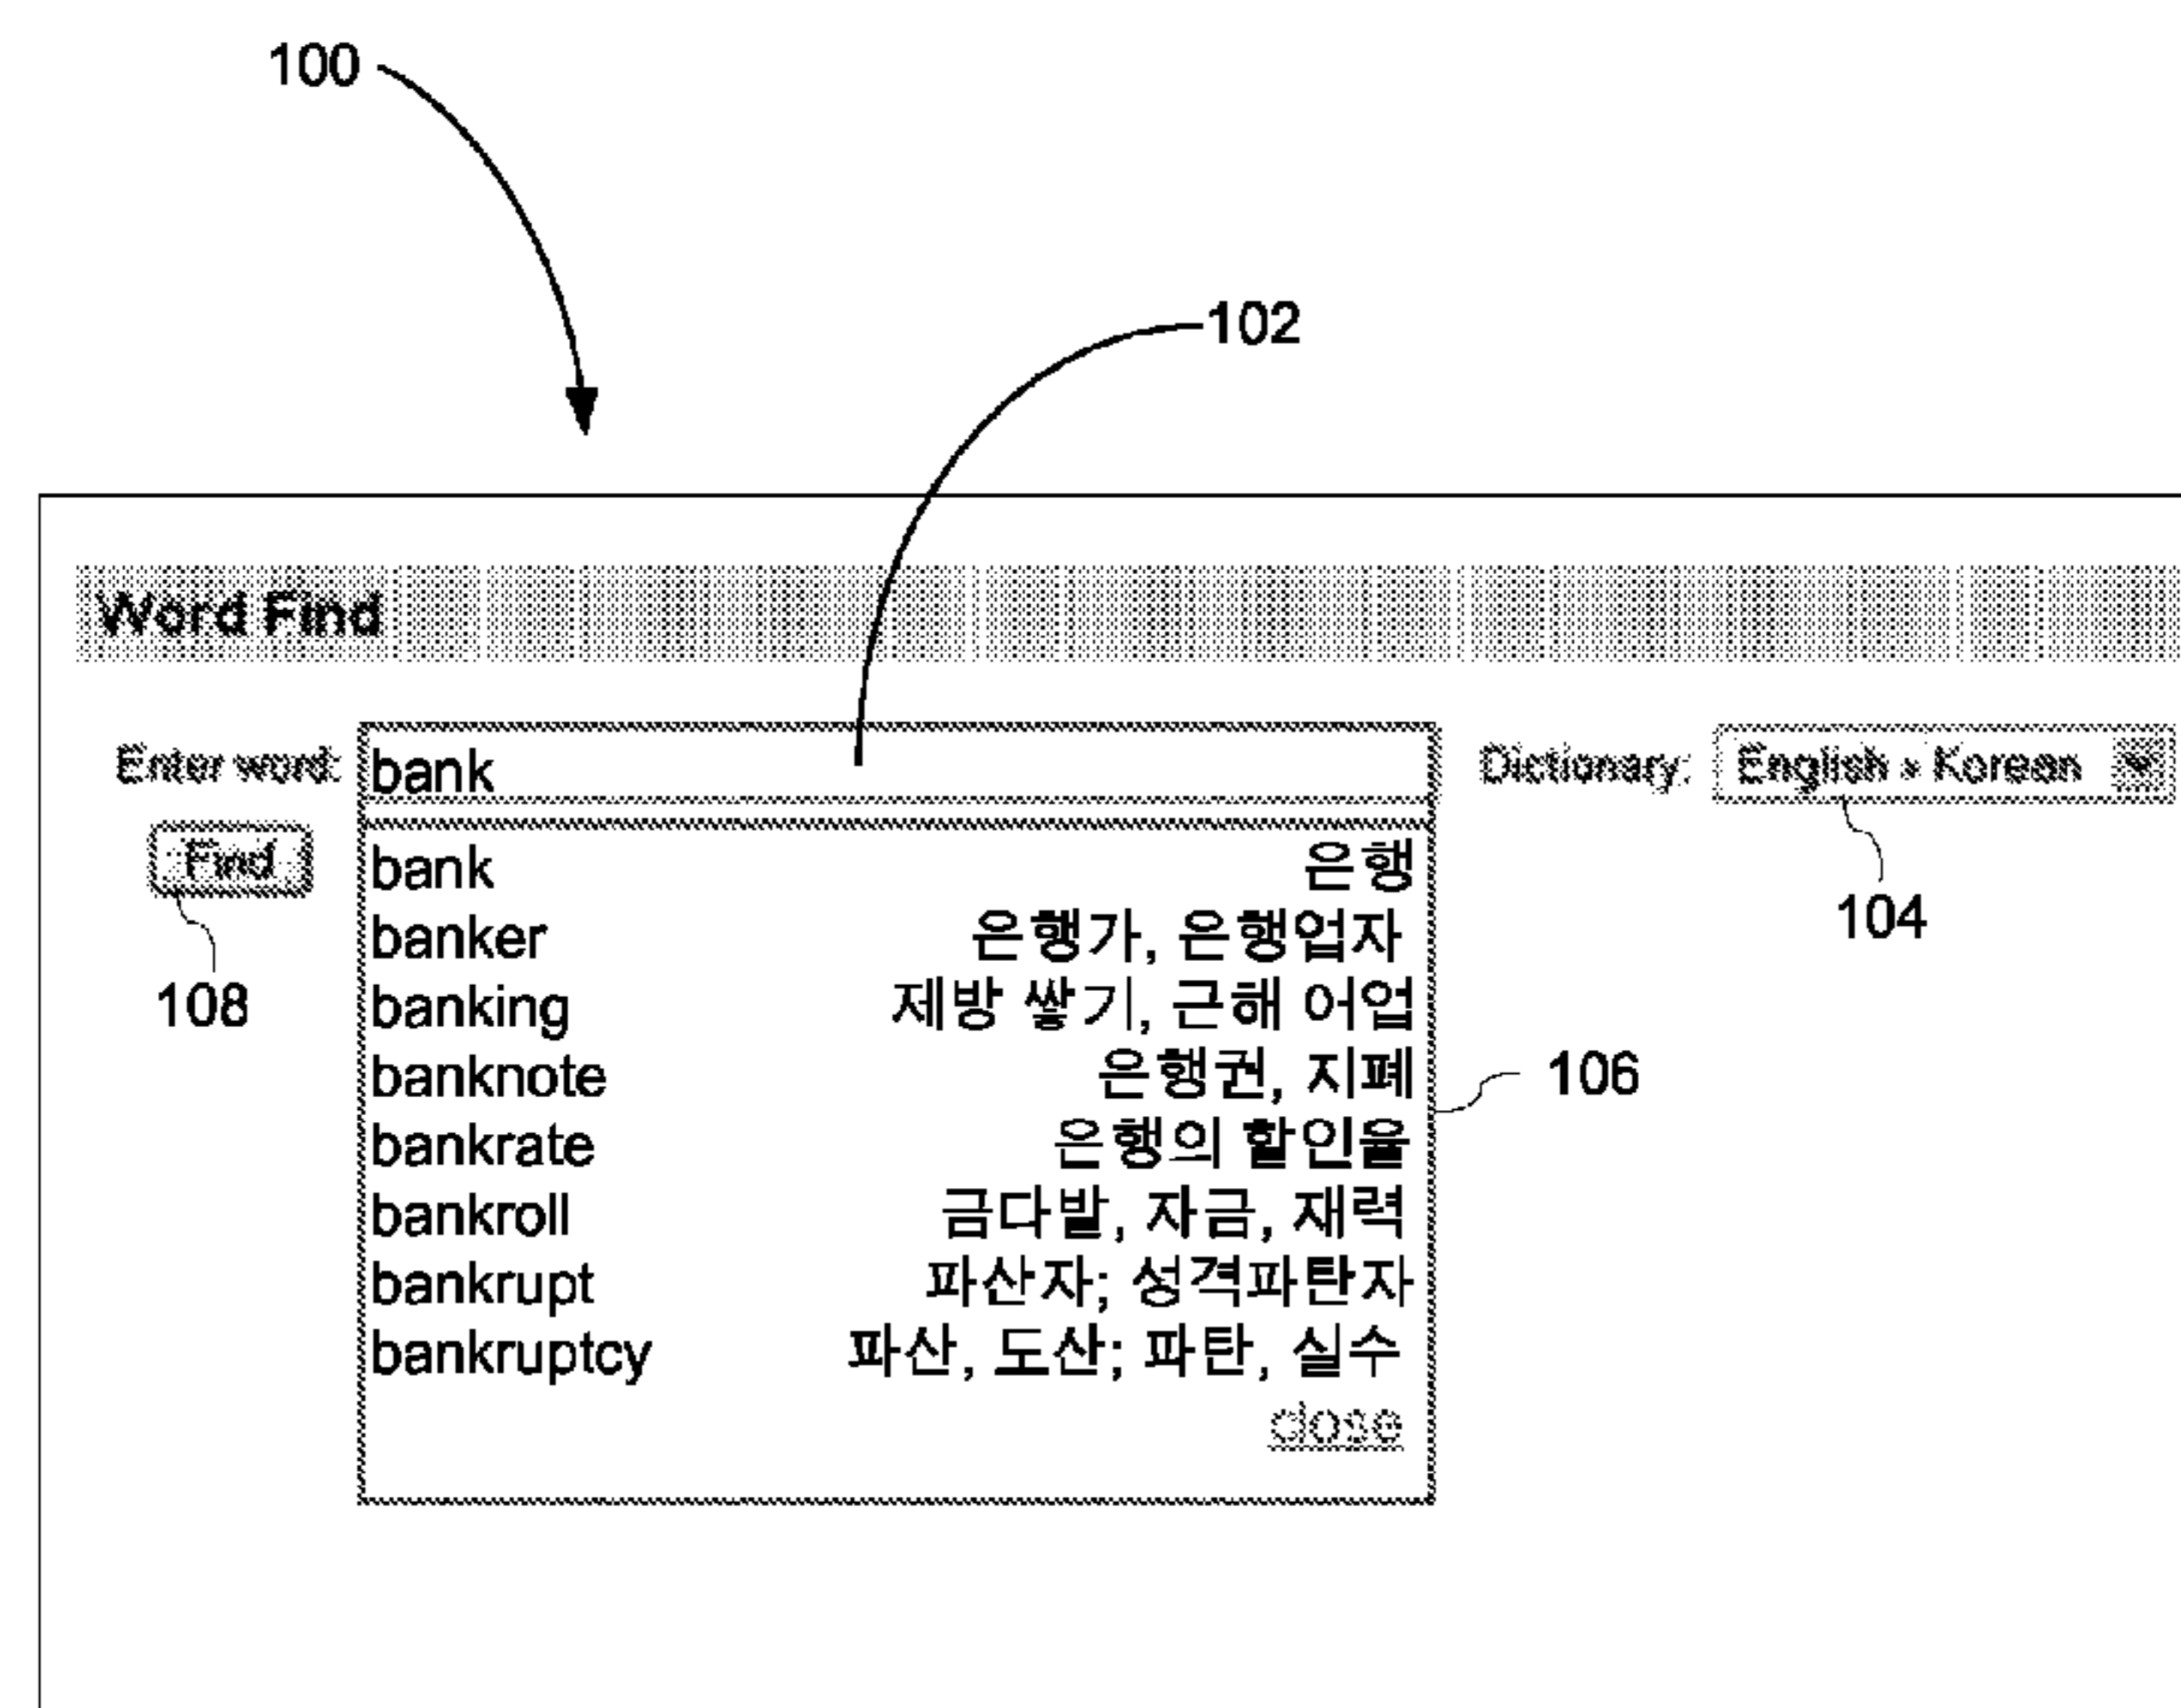 100
102
Word Find
Enter word: bank Dictionary: English » Korean
Find
104
108
bank 은행
banker 은행가, 은행업자
banking 제방 쌓기, 근해 어업
banknote 은행권, 지폐
106
bankrate 은행의 할인율
bankroll 금다발, 자금, 재력
bankrupt 파산자; 성격파탄자
bankruptcy 파산, 도산; 파탄, 실수
close